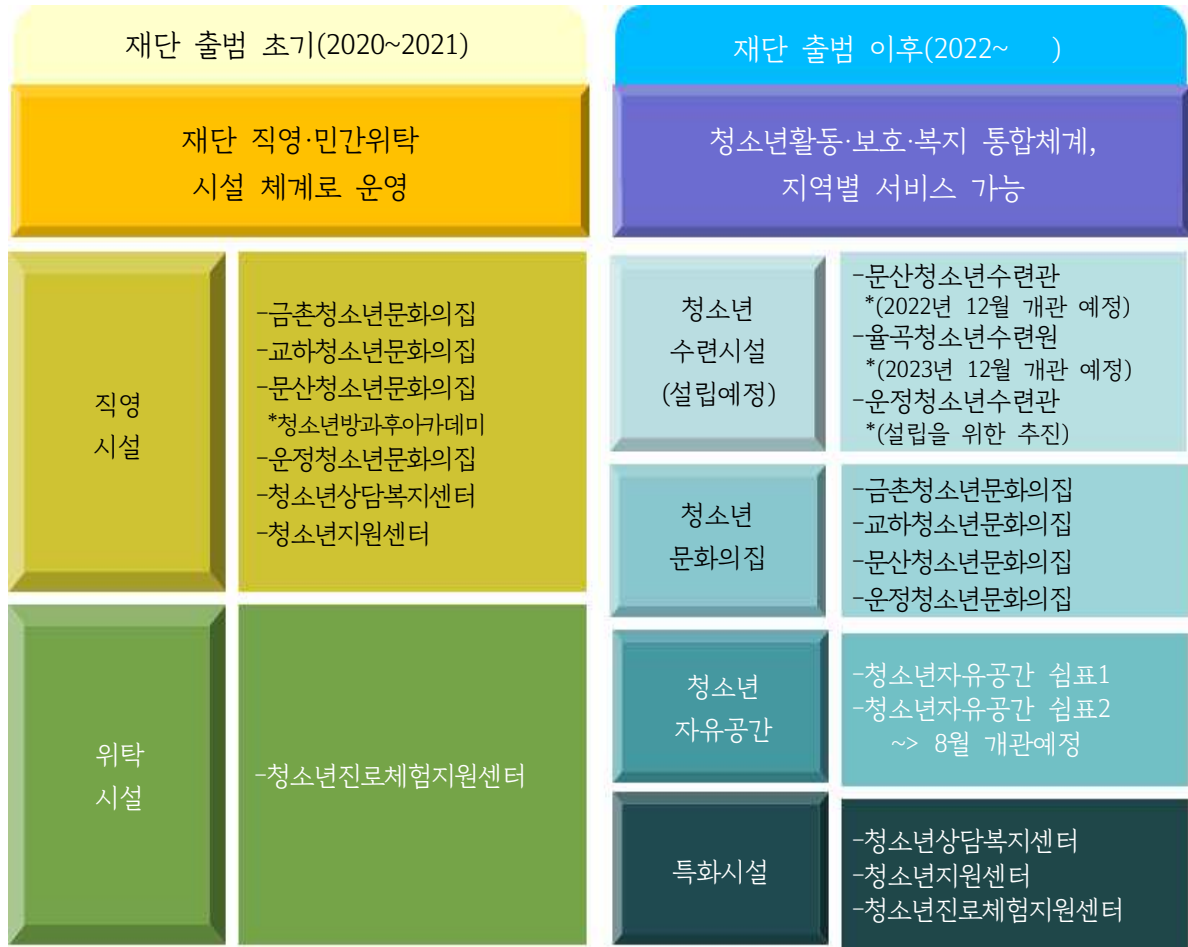 재단 출범 초기(2020~2021)
재단 직영·민간위탁
시설 체계로 운영
직영
시설
-금촌청소년문화의집
-교하청소년문화의집
-문산청소년문화의집
*청소년방과후아카데미
-운정청소년문화의집
-청소년상담복지센터
-청소년지원센터
위탁
시설
-청소년진로체험지원센터
재단 출범 이후(2022~ )
청소년활동·보호·복지 통합체계,
지역별 서비스 가능
청소년
수련시설
(설립예정)
-문산청소년수련관
*(2022년 12월 개관 예정)
-율곡청소년수련원
*(2023년 12월 개관 예정)
-운정청소년수련관
*(설립을 위한 추진)
청소년
문화의집
-금촌청소년문화의집
-교하청소년문화의집
-문산청소년문화의집
-운정청소년문화의집
청소년
자유공간
-청소년자유공간 쉼표1
-청소년자유공간 쉼표2
~> 8월 개관예정
특화시설
-청소년상담복지센터
-청소년지원센터
-청소년진로체험지원센터